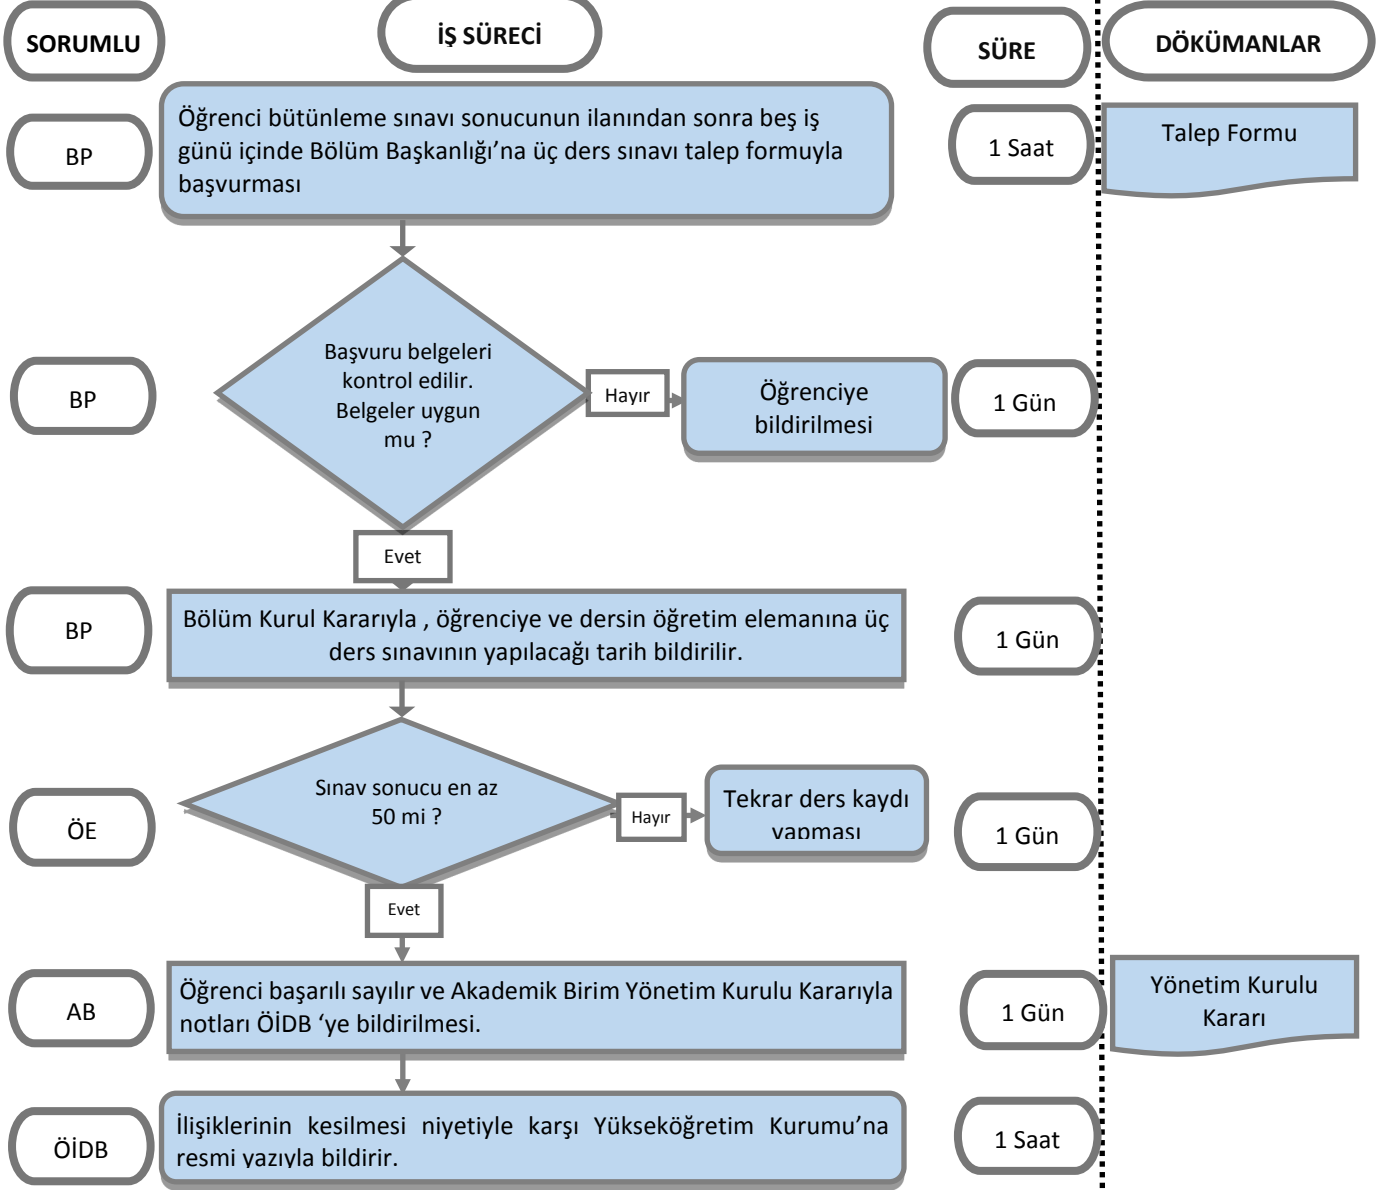 SORUMLU
İŞ SÜRECİ
SÜRE
DÖKÜMANLAR
BP
Öğrenci bütünleme sınavı sonucunun ilanından sonra beş iş
günü içinde Bölüm Başkanlığı’na üç ders sınavı talep formuyla
başvurması
1 Saat
Talep Formu
BP
Başvuru belgeleri
kontrol edilir.
Belgeler uygun
mu ?
Hayır
Öğrenciye
bildirilmesi
1 Gün
Evet
BP
Bölüm Kurul Kararıyla , öğrenciye ve dersin öğretim elemanına üç
ders sınavının yapılacağı tarih bildirilir.
1 Gün
ÖE
Sınav sonucu en az
50 mi ?
Hayır
Tekrar ders kaydı
yapması
1 Gün
Evet
AB
Öğrenci başarılı sayılır ve Akademik Birim Yönetim Kurulu Kararıyla
notları ÖİDB ‘ye bildirilmesi.
1 Gün
Yönetim Kurulu
Kararı
ÖİDB
İlişiklerinin kesilmesi niyetiyle karşı Yükseköğretim Kurumu’na
resmi yazıyla bildirir.
1 Saat